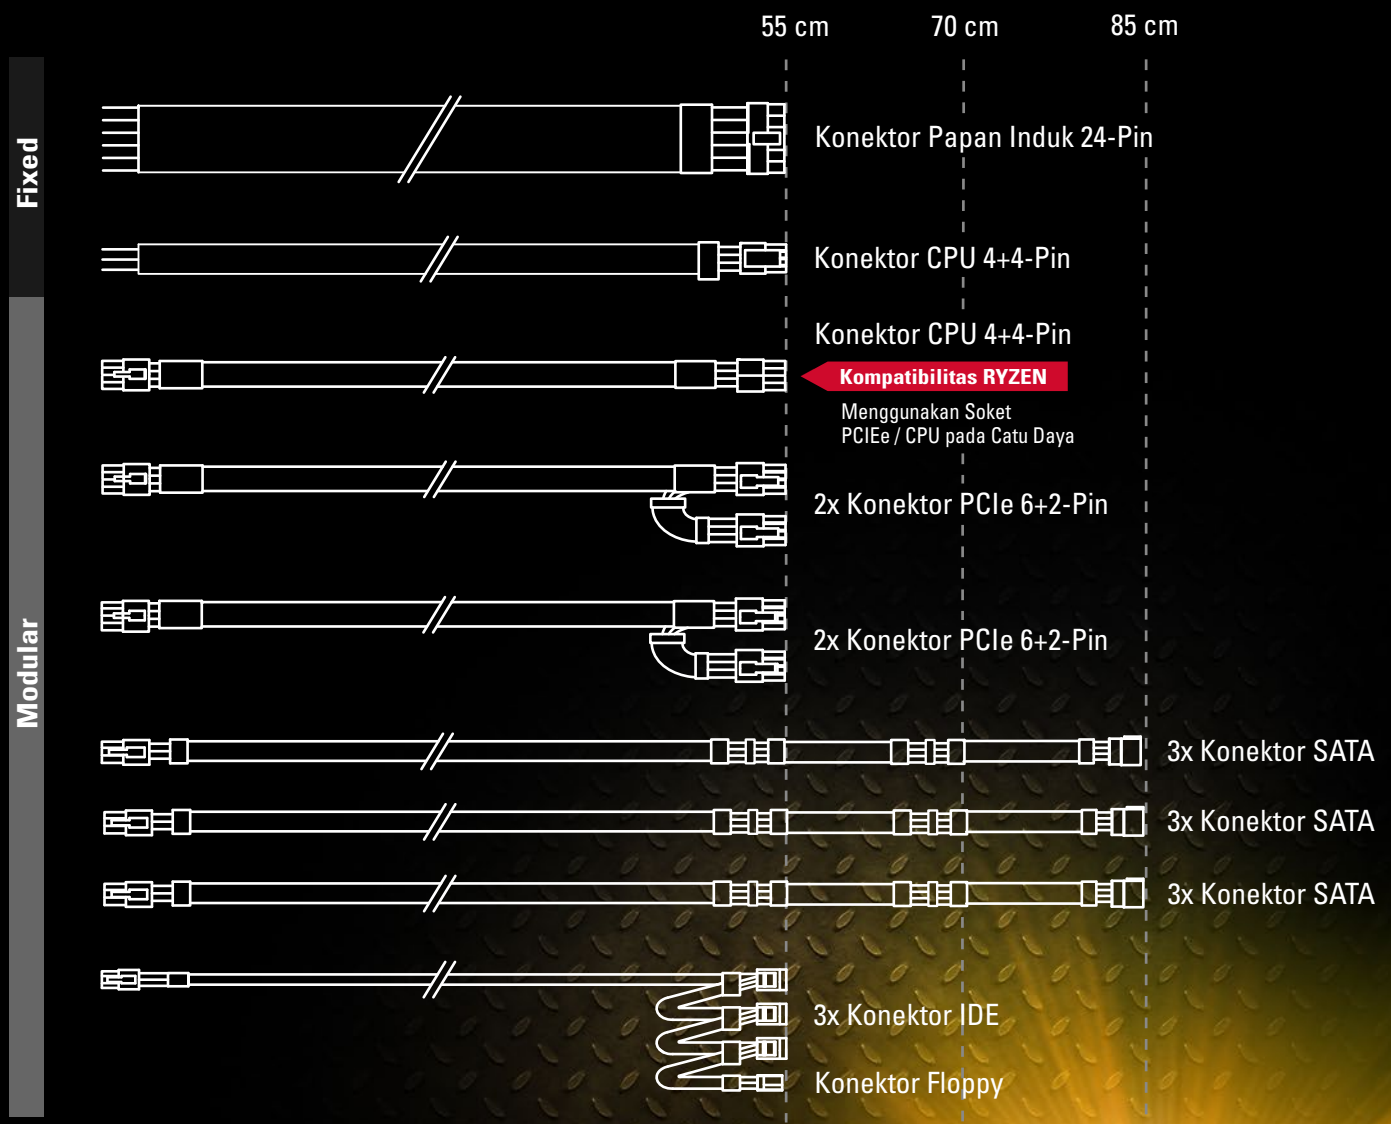 55 cm
70 cm
85 cm
Fixed
Konektor Papan Induk 24-Pin
Konektor CPU 4+4-Pin
Modular
Konektor CPU 4+4-Pin
Kompatibilitas RYZEN
Menggunakan Soket
PCIEe / CPU pada Catu Daya
2x Konektor PCIe 6+2-Pin
2x Konektor PCIe 6+2-Pin
3x Konektor SATA
3x Konektor SATA
3x Konektor SATA
3x Konektor IDE
Konektor Floppy